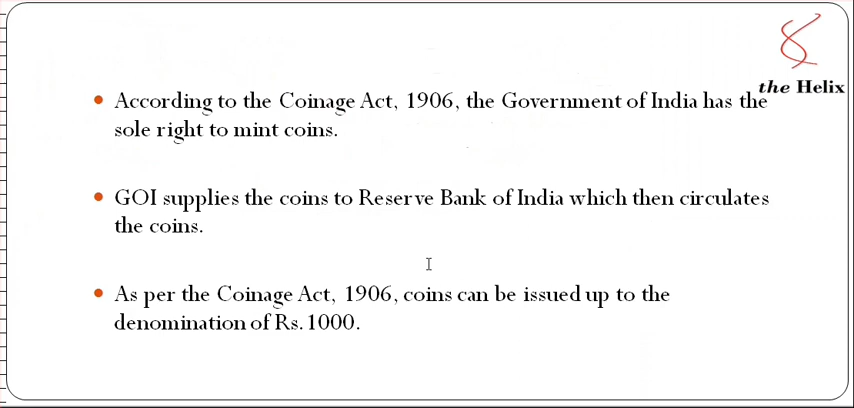 the Helix
• According to the Coinage Act, 1906, the Government of India has the
sole right to mint coins.
• GOI supplies the coins to Reserve Bank of India which then circulates
the coins.
• As per the Coinage Act, 1906, coins can be issued up to the
denomination of Rs.1000.